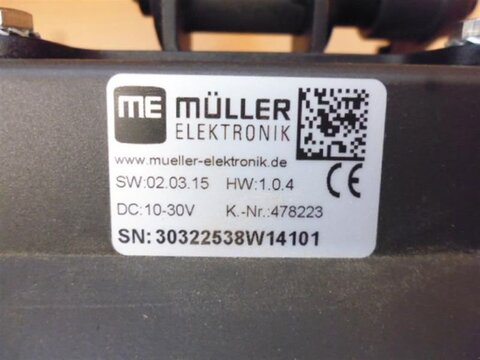 ME MÜLLER
ELEKTRONIK
www.mueller-elektronik.de
SW:02.03.15 HW:1.0.4
CE
DC:10-30V K.-Nr.:478223
SN: 30322538W14101